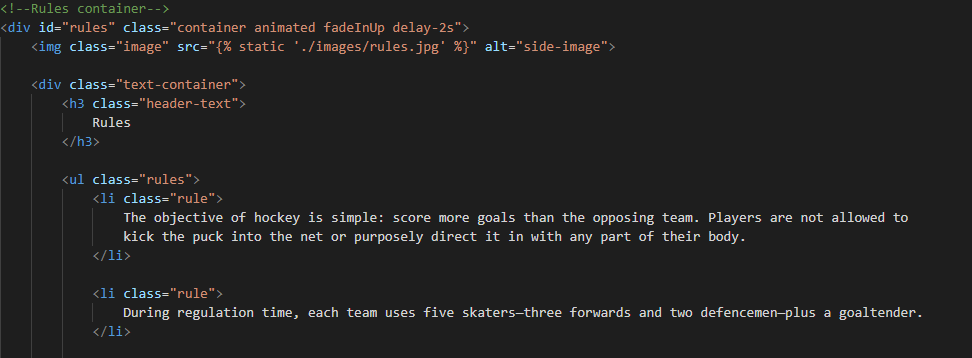 <!--Rules container-->
<div id="rules" class="container animated fadeInUp delay-2s">
<img class="image" src="{% static './images/rules.jpg' %}" alt="side-image">
<div class="text-container">
<h3 class="header-text">
Rules
</h3>
<ul class="rules">
<li class="rule">
The objective of hockey is simple: score more goals than the opposing team. Players are not allowed to
kick the puck into the net or purposely direct it in with any part of their body.
</li>
<li class="rule">
During regulation time, each team uses five skaters—three forwards and two defencemen—plus a goaltender.
</li>